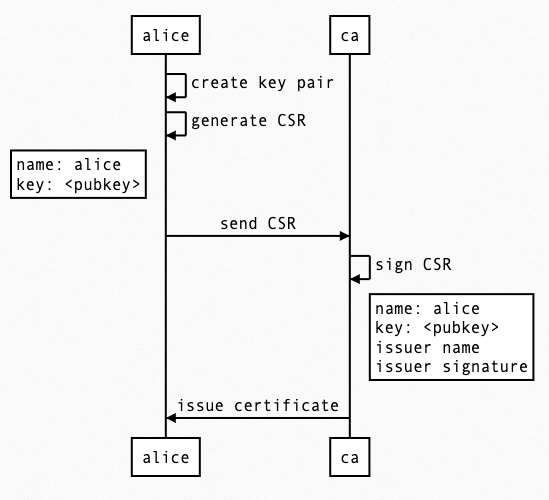 alice
ca
create key pair
generate CSR
name: alice
key: <pubkey>
send CSR
sign CSR
name: alice
key: <pubkey>
issuer name
issuer signature
issue certificate
alice
ca